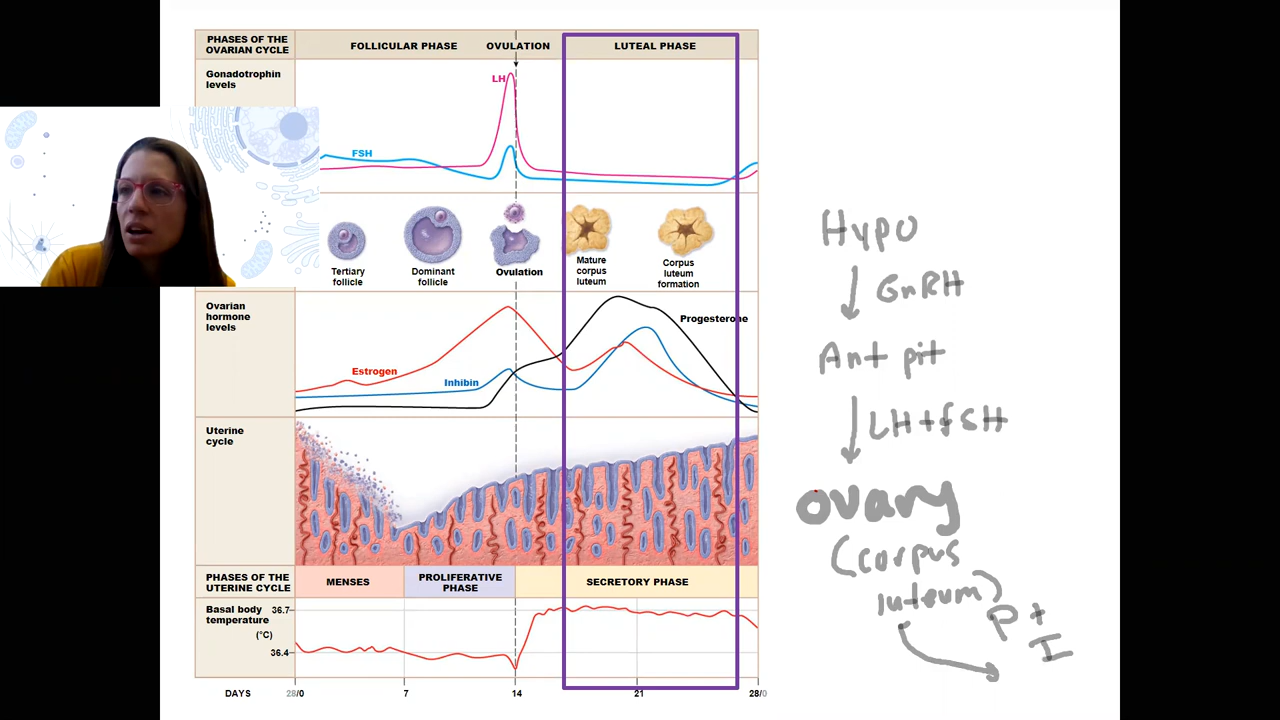 PHASES OF THE
OVARIAN CYCLE
FOLLICULAR PHASE
OVULATION
LUTEAL PHASE
Gonadotrophin
levels
LH
FSH
Tertiary
follicle
Dominant
follicle
Ovulation
Mature
corpus
luteum
Corpus
luteum
formation
Ovarian
hormone
levels
Progesterone
Estrogen
Inhibin
Uterine
cycle
PHASES OF THE
UTERINE CYCLE
MENSES
PROLIFERATIVE
PHASE
SECRETORY PHASE
Basal body
temperature
(°C)
36.7
36.4
DAYS
28/0
7
14
21
28/0
Hypo
GnRH
Ant pit
LH+fSH
ovary
(corpus
luteum)
P +
I